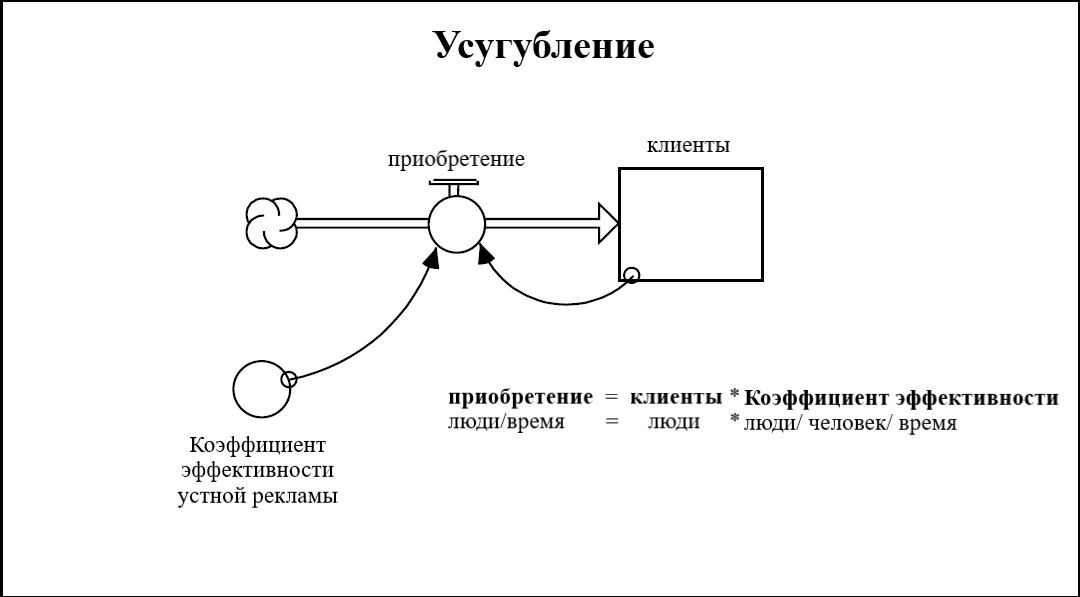 Усугубление
клиенты
приобретение
приобретение = клиенты * Коэффициент эффективности
люди/время = люди * люди/ человек/ время
Коэффициент
эффективности
устной рекламы